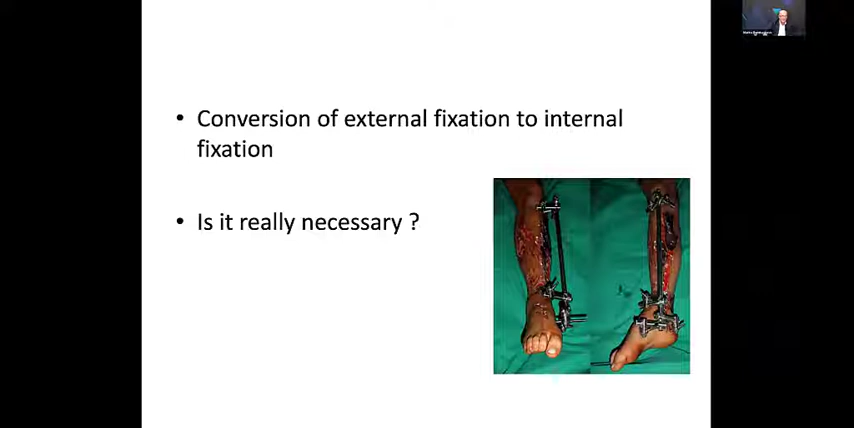 • Conversion of external fixation to internal
fixation
• Is it really necessary ?